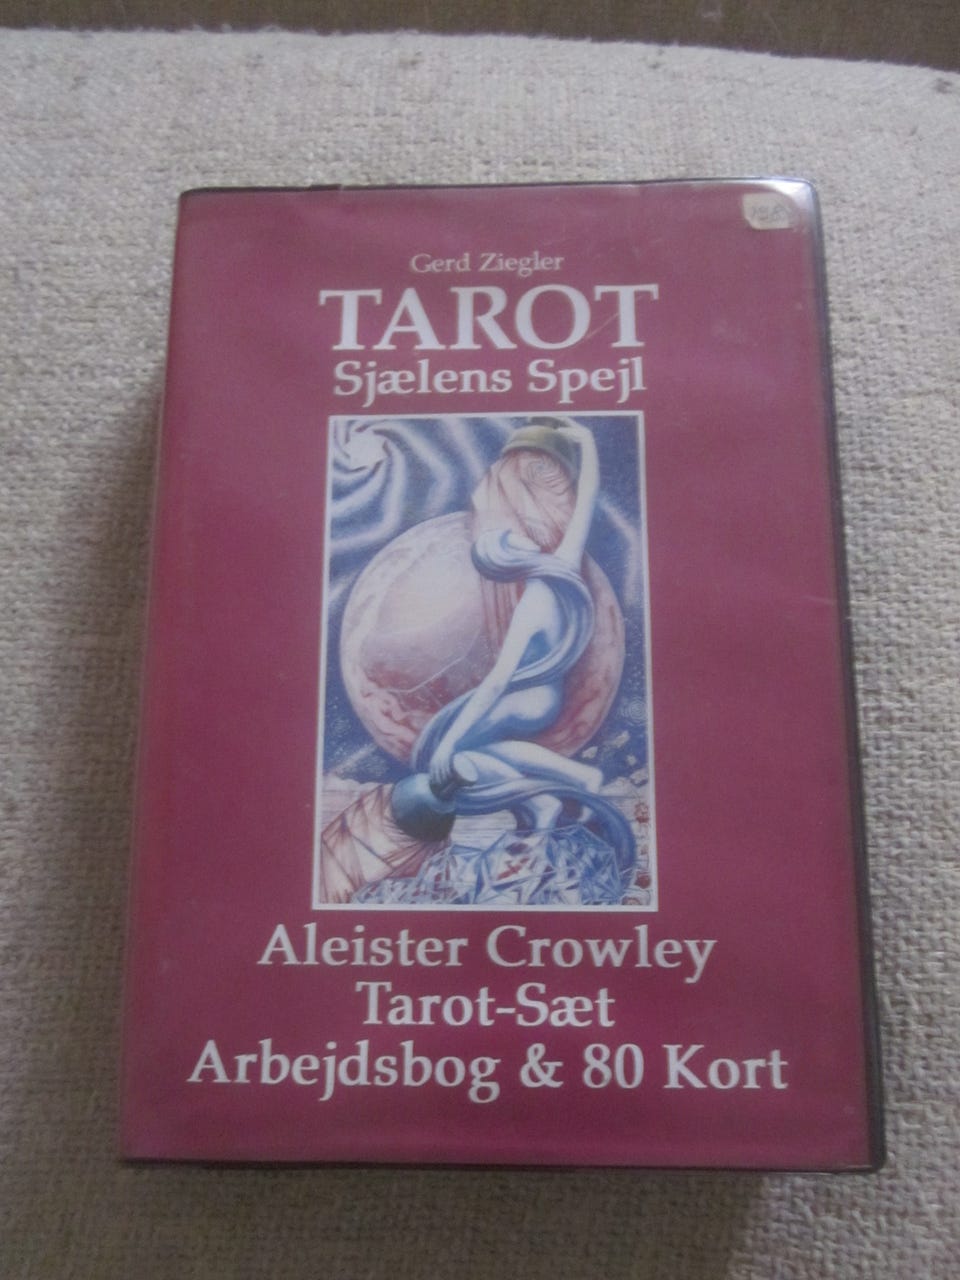 Gerd Ziegler
TAROT
Sjælens Spejl
Aleister Crowley
Tarot-Sæt
Arbejdsbog & 80 Kort